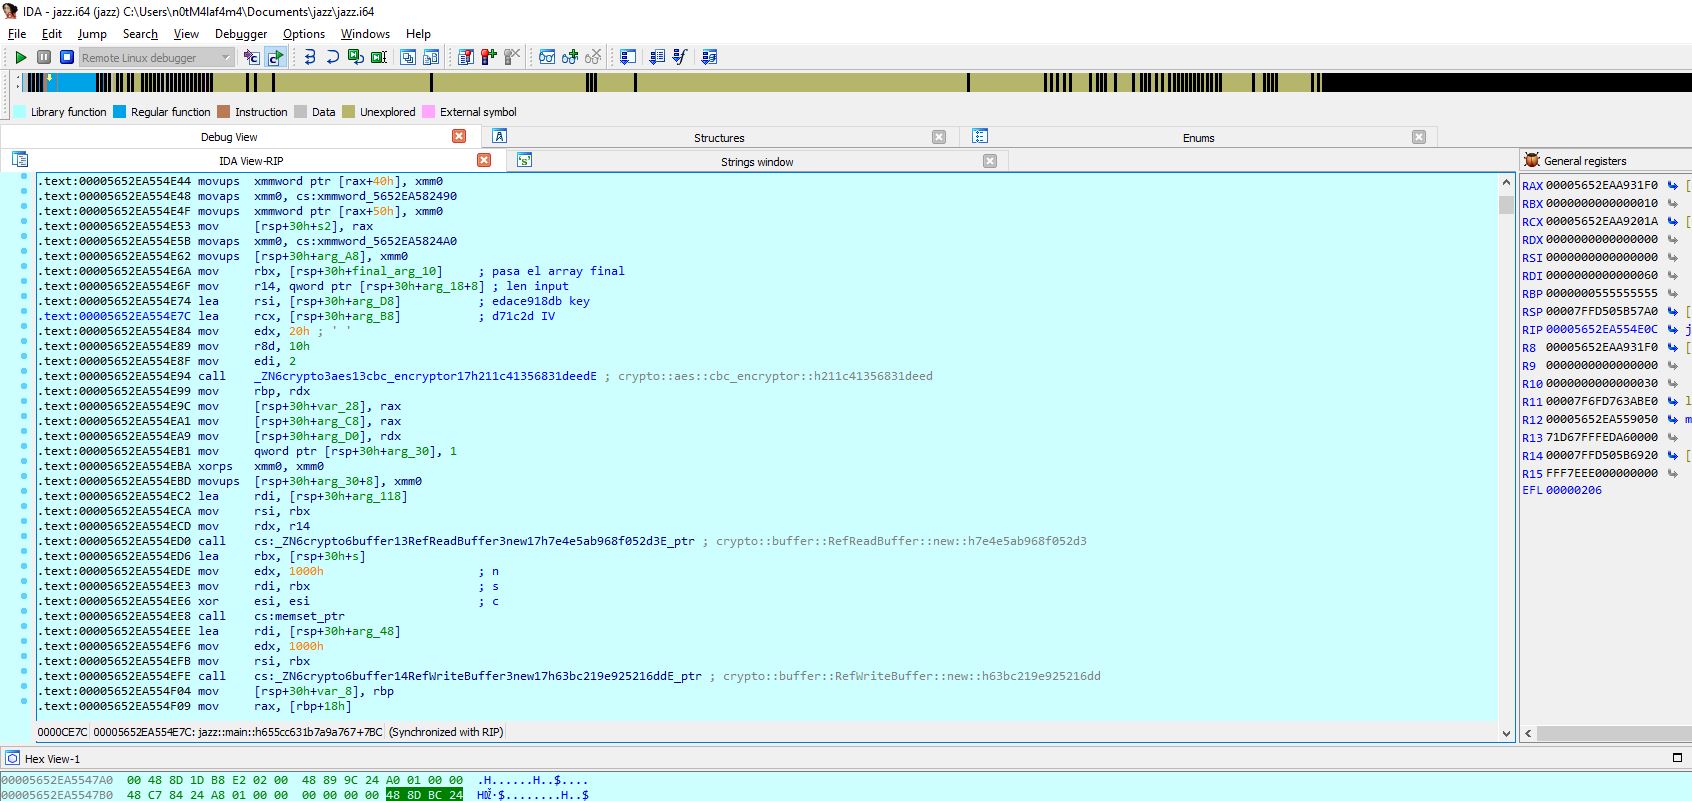 IDA - jazz.i64 (jazz) C:\Users\n0tM4laf4m4\Documents\jazz\jazz.i64
File Edit Jump Search View Debugger Options Windows Help
Remote Linux debugger
Library function Regular function Instruction Data Unexplored External symbol
Debug View Structures Enums
IDA View-RIP Strings window General registers
.text:00005652EA554E44 movups xmmword ptr [rax+40h], xmm0
.text:00005652EA554E48 movaps xmm0, cs:xmmword_5652EA582490
.text:00005652EA554E4F movups xmmword ptr [rax+50h], xmm0
.text:00005652EA554E53 mov [rsp+30h+s2], rax
.text:00005652EA554E5B movaps xmm0, cs:xmmword_5652EA5824A0
.text:00005652EA554E62 movups [rsp+30h+arg_A8], xmm0
.text:00005652EA554E6A mov rbx, [rsp+30h+final_arg_10] ; pasa el array final
.text:00005652EA554E6F mov r14, qword ptr [rsp+30h+arg_18+8] ; len input
.text:00005652EA554E74 lea rsi, [rsp+30h+arg_D8] ; edace918db key
.text:00005652EA554E7C lea rcx, [rsp+30h+arg_B8] ; d71c2d IV
.text:00005652EA554E84 mov edx, 20h ; ' '
.text:00005652EA554E89 mov r8d, 10h
.text:00005652EA554E8F mov edi, 2
.text:00005652EA554E94 call _ZN6crypto3aes13cbc_encryptor17h211c41356831deedE ; crypto::aes::cbc_encryptor::h211c41356831deed
.text:00005652EA554E99 mov rbp, rdx
.text:00005652EA554E9C mov [rsp+30h+var_28], rax
.text:00005652EA554EA1 mov [rsp+30h+arg_C8], rax
.text:00005652EA554EA9 mov [rsp+30h+arg_D0], rdx
.text:00005652EA554EB1 mov qword ptr [rsp+30h+arg_30], 1
.text:00005652EA554EBA xorps xmm0, xmm0
.text:00005652EA554EBD movups [rsp+30h+arg_30+8], xmm0
.text:00005652EA554EC2 lea rdi, [rsp+30h+arg_118]
.text:00005652EA554ECA mov rsi, rbx
.text:00005652EA554ECD mov rdx, r14
.text:00005652EA554ED0 call cs:_ZN6crypto6buffer13RefReadBuffer3new17h7e4e5ab968f052d3E_ptr ; crypto::buffer::RefReadBuffer::new::h7e4e5ab968f052d3
.text:00005652EA554ED6 lea rbx, [rsp+30h+s]
.text:00005652EA554EDE mov edx, 1000h ; n
.text:00005652EA554EE3 mov rdi, rbx ; s
.text:00005652EA554EE6 xor esi, esi ; c
.text:00005652EA554EE8 call cs:memset_ptr
.text:00005652EA554EEE lea rdi, [rsp+30h+arg_48]
.text:00005652EA554EF6 mov edx, 1000h
.text:00005652EA554EFB mov rsi, rbx
.text:00005652EA554EFE call cs:_ZN6crypto6buffer14RefWriteBuffer3new17h63bc219e925216ddE_ptr ; crypto::buffer::RefWriteBuffer::new::h63bc219e925216dd
.text:00005652EA554F04 mov [rsp+30h+var_8], rbp
.text:00005652EA554F09 mov rax, [rbp+18h]
0000CE7C 00005652EA554E7C: jazz::main::h655cc631b7a9a767+7BC (Synchronized with RIP)
RAX 00005652EAA931F0 [
RBX 0000000000000010
RCX 00005652EAA9201A [
RDX 0000000000000000
RSI 0000000000000000
RDI 0000000000000060
RBP 0000000555555555
RSP 00007FFD505B57A0 [
RIP 00005652EA554E0C j
R8 00005652EAA931F0 [
R9 0000000000000000
R10 0000000000000030
R11 00007F6FD763ABE0 l
R12 00005652EA559050 m
R13 71D67FFFEDA60000
R14 00007FFD505B6920 [
R15 FFF7EEE000000000
EFL 00000206
Hex View-1
00005652EA5547A0 00 48 8D 1D B8 E2 02 00 48 89 9C 24 A0 01 00 00 .H......H..$....
00005652EA5547B0 48 C7 84 24 A8 01 00 00 00 00 00 00 48 8D BC 24